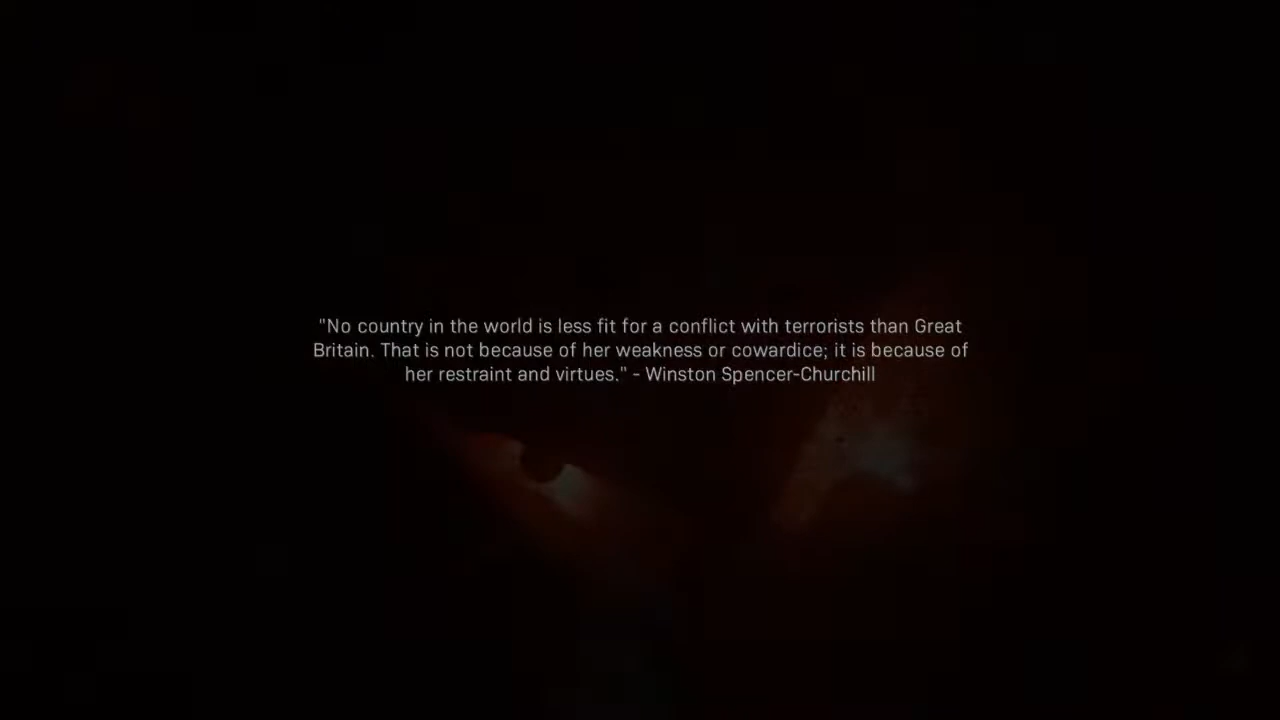 "No country in the world is less fit for a conflict with terrorists than Great
Britain. That is not because of her weakness or cowardice; it is because of
her restraint and virtues." - Winston Spencer-Churchill